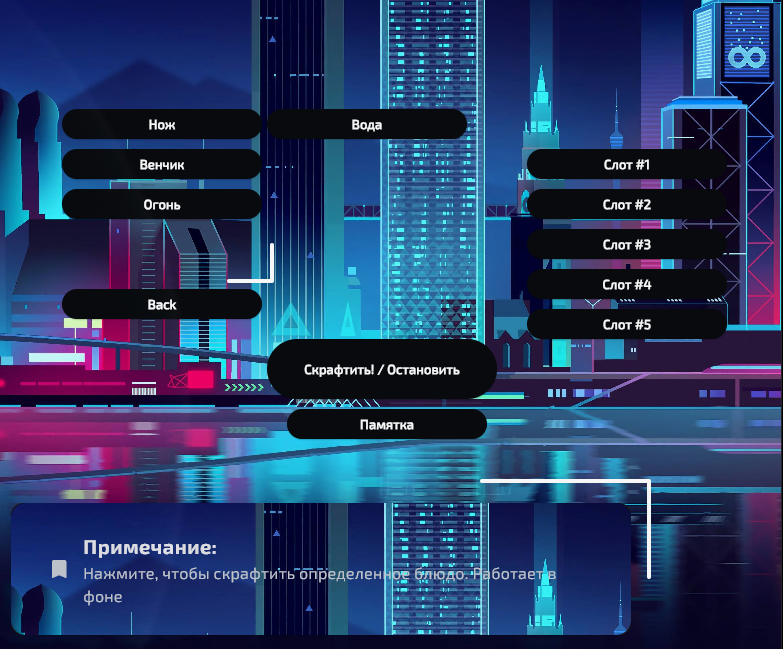 Нож
Вода
Венчик
Слот #1
Огонь
Слот #2
Слот #3
Слот #4
Back
Слот #5
Скрафтить! / Остановить
Памятка
Примечание:
Нажмите, чтобы скрафтить определенное блюдо. Работает в
фоне